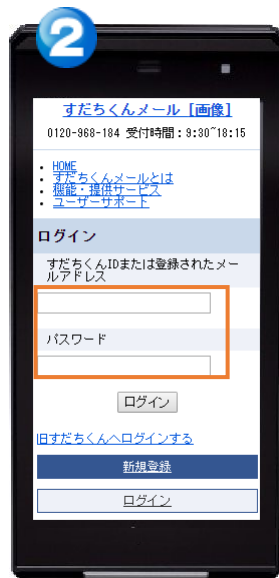 2
すだちくんメール [画像]
0120-968-184 受付時間：9:30~18:15
・ HOME
・ すだちくんメールとは
・ 機能・提供サービス
・ ユーザーサポート
ログイン
すだちくんIDまたは登録されたメー
ルアドレス
パスワード
ログイン
旧すだちくんへログインする
新規登録
ログイン